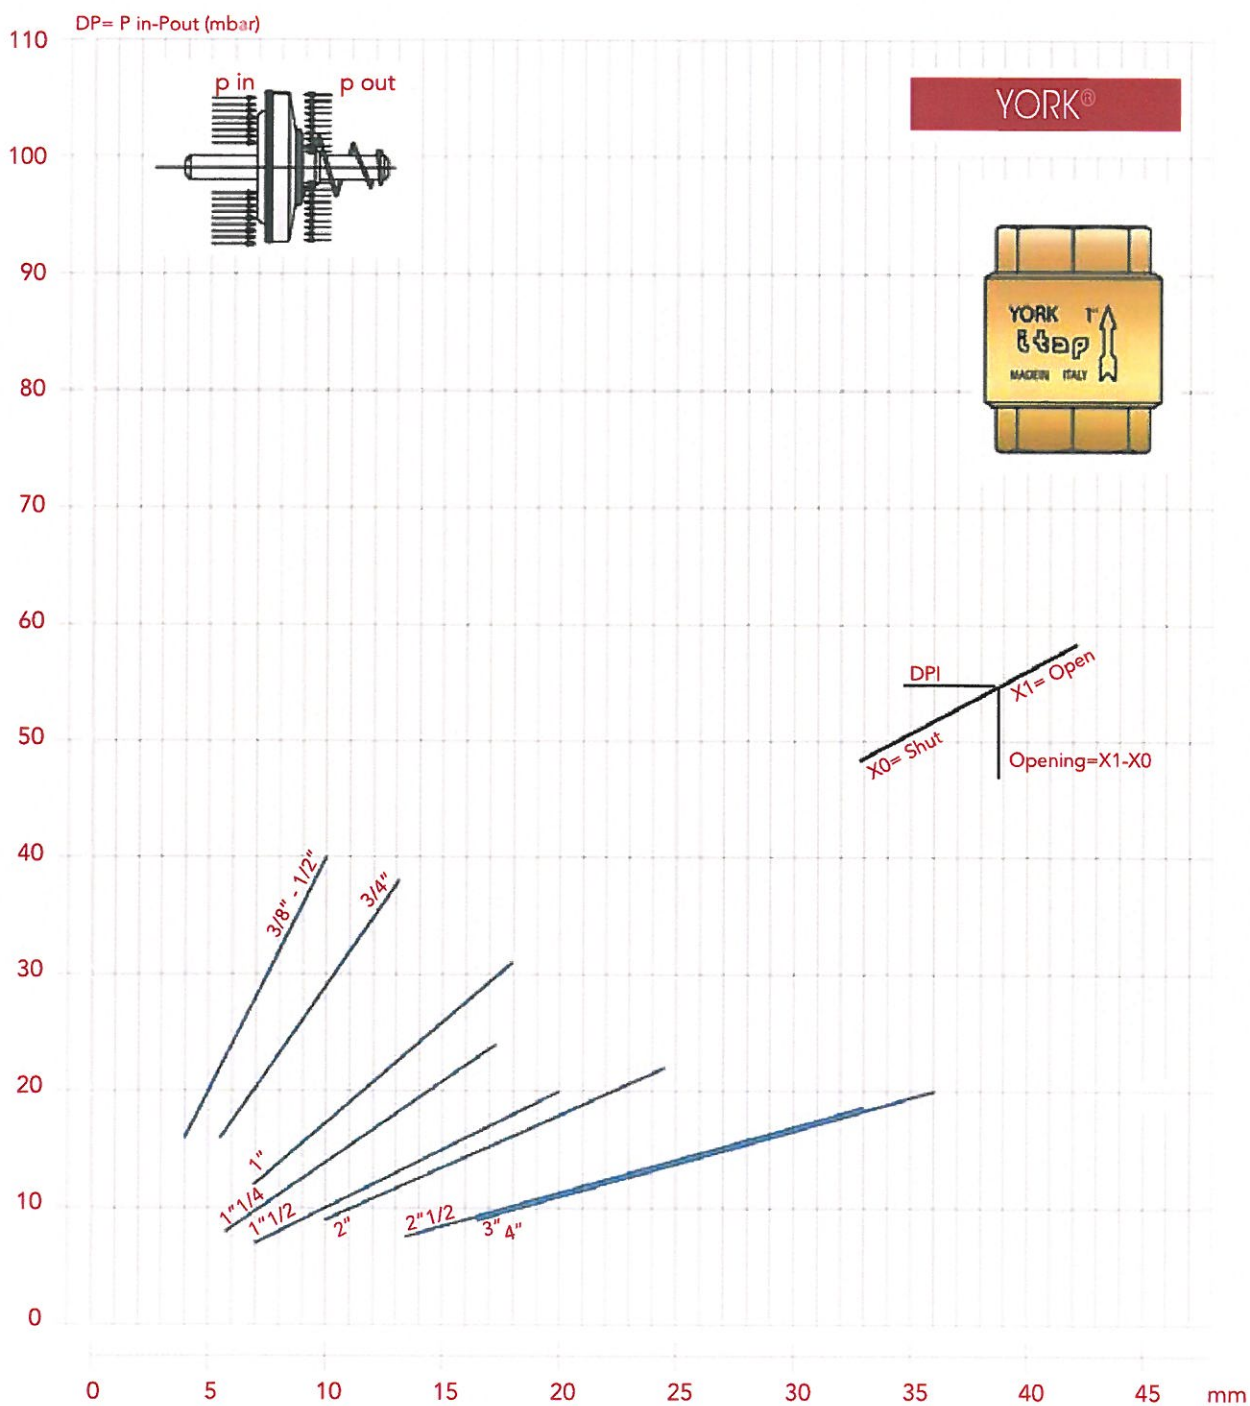 DP= P in-Pout (mbar)
110
p in
p out
YORK®
100
90
YORK 1"
itap
MADE IN ITALY
80
70
60
DPI
X1= Open
50
X0= Shut
Opening=X1-X0
40
3/8" - 1/2"
3/4"
30
20
1"
10
1"1/4
1"1/2
2"
2"1/2
3"
4"
0
0 5 10 15 20 25 30 35 40 45 mm